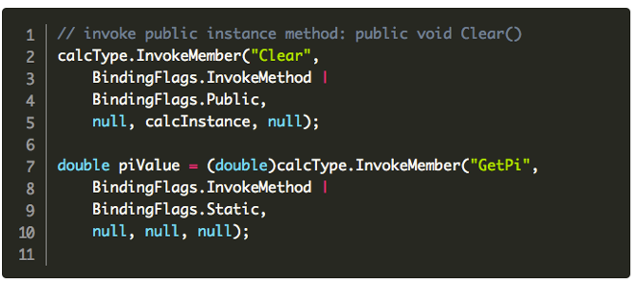 1 // invoke public instance method: public void Clear()
2 calcType.InvokeMember("Clear",
3     BindingFlags.InvokeMethod |
4     BindingFlags.Public,
5     null, calcInstance, null);
6
7 double piValue = (double)calcType.InvokeMember("GetPi",
8     BindingFlags.InvokeMethod |
9     BindingFlags.Static,
10     null, null, null);
11